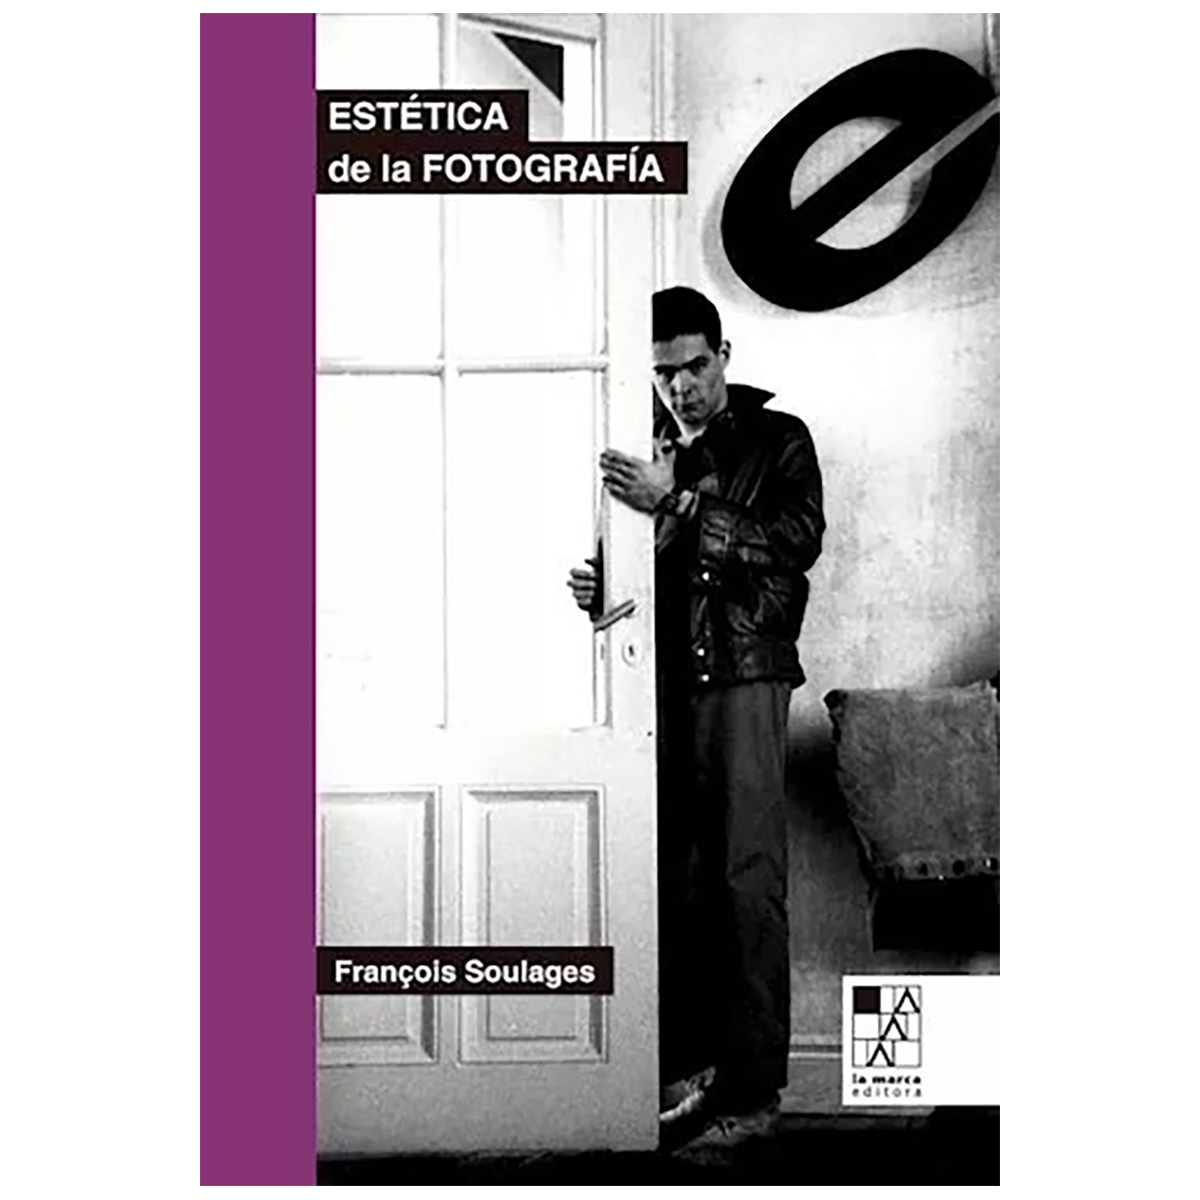 ESTÉTICA
de la FOTOGRAFÍA
e
François Soulages
la marca
editora